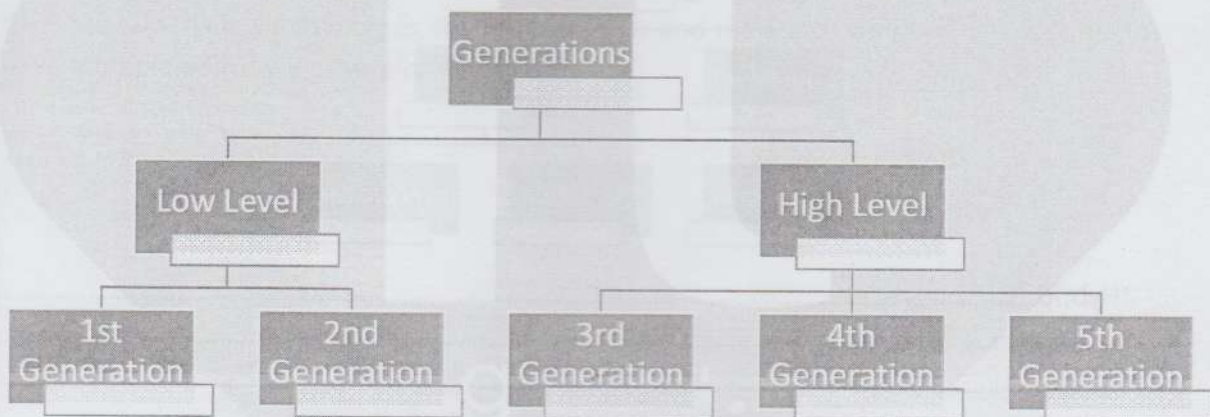 Generations
Low Level
High Level
1st
Generation
2nd
Generation
3rd
Generation
4th
Generation
5th
Generation